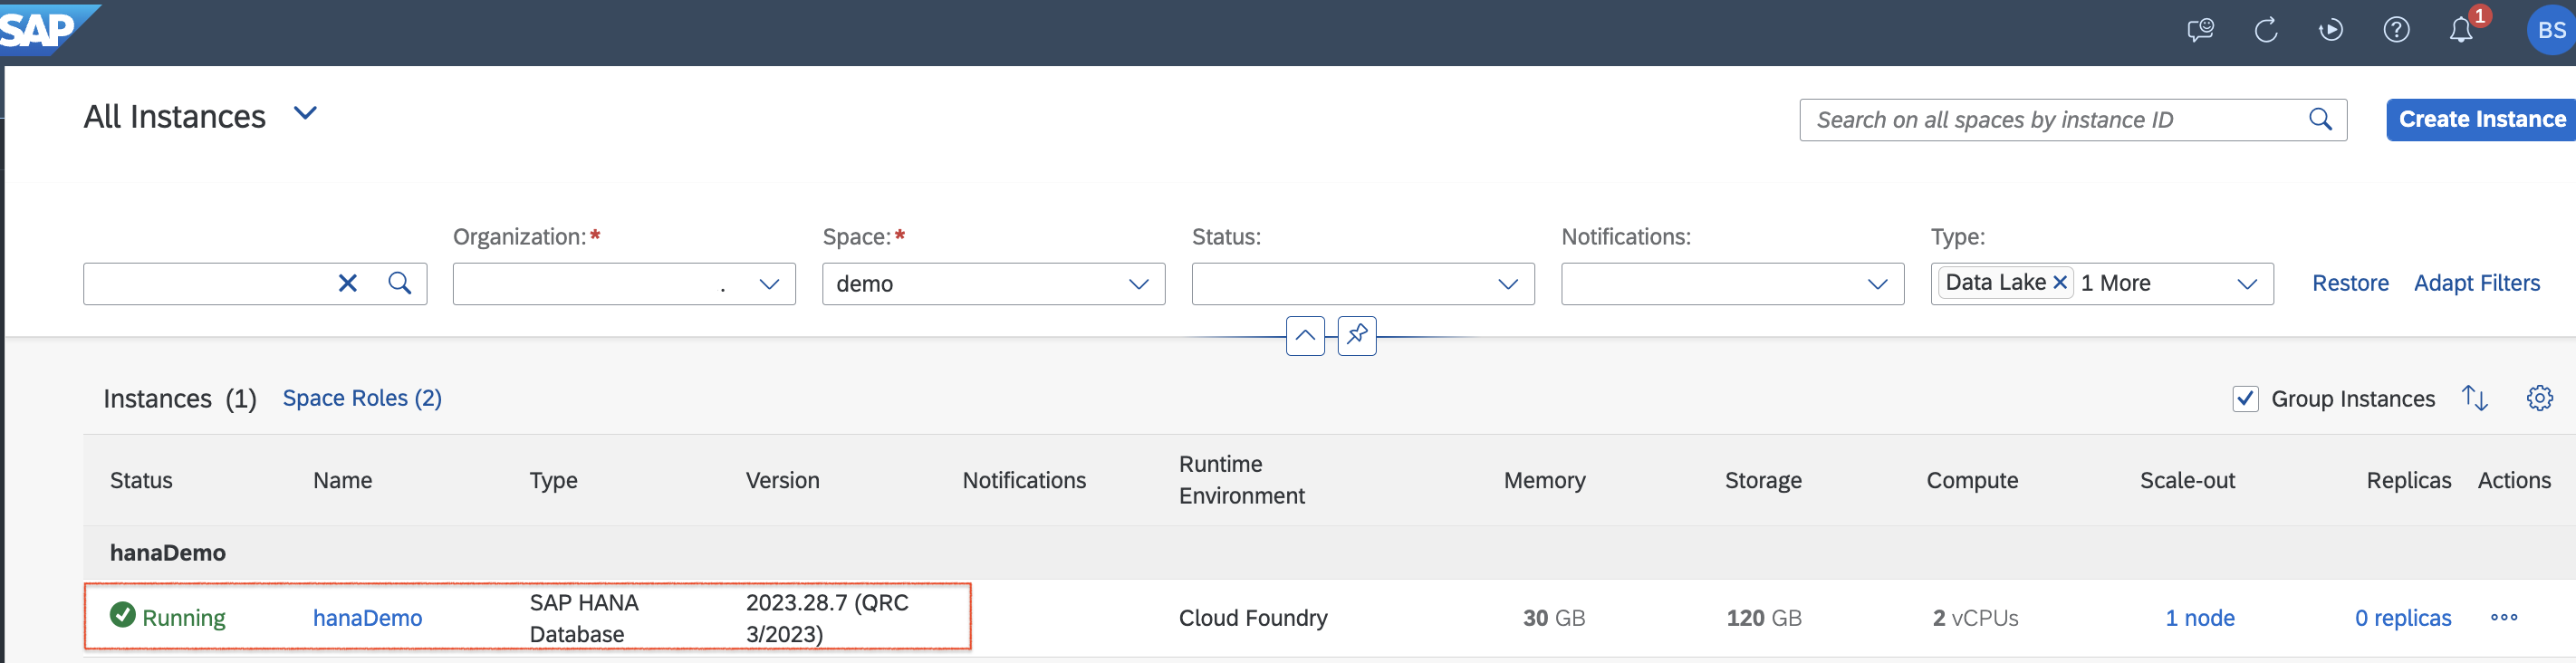 SAP
1
BS
All Instances
Search on all spaces by instance ID
Create Instance
Organization:*
Space:*
Status:
Notifications:
Type:
.
demo
Data Lake
1 More
Restore
Adapt Filters
Instances (1)
Space Roles (2)
Group Instances
Status
Name
Type
Version
Notifications
Runtime
Environment
Memory
Storage
Compute
Scale-out
Replicas
Actions
hanaDemo
Running
hanaDemo
SAP HANA
Database
2023.28.7 (QRC
3/2023)
Cloud Foundry
30 GB
120 GB
2 vCPUs
1 node
0 replicas